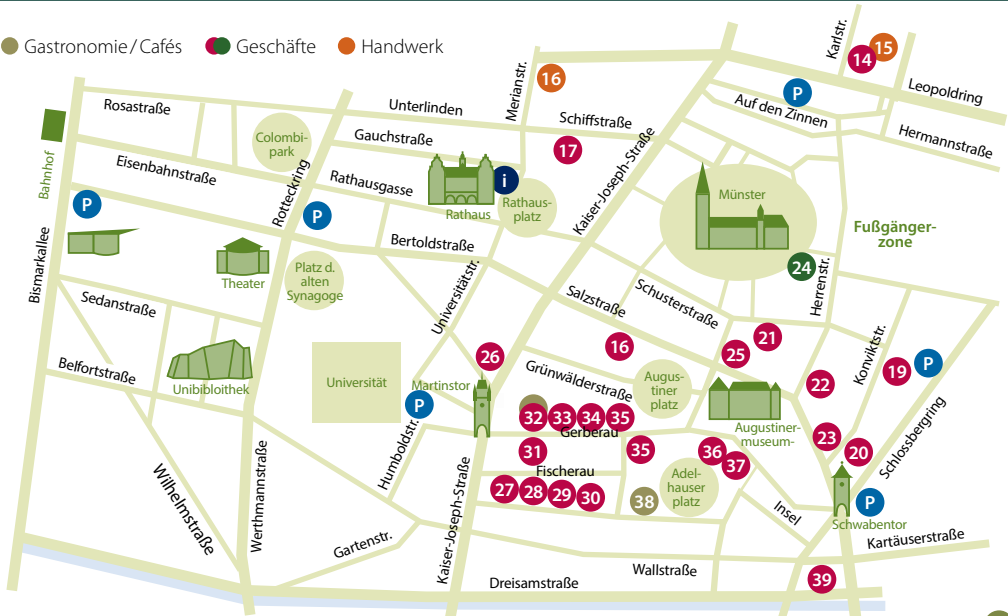 Gastronomie/Cafés
Geschäfte
Handwerk
Karlstr.
15
14
16
Merianstr.
P
Leopoldring
Rosastraße
Unterlinden
Auf den Zinnen
Schiffstraße
Hermannstraße
Colombi-
park
Gauchstraße
17
Kaiser-Joseph-Straße
Bahnhof
Eisenbahnstraße
Rathausgasse
i
Münster
P
Rotteckring
P
Rathaus
Rathaus-
platz
Fußgänger-
zone
Bertoldstraße
Bismarkallee
Theater
Platz d.
alten
Synagoge
24
Herrenstr.
Sedanstraße
Universitätstr.
Salzstraße
Schusterstraße
21
16
25
26
Konviktstr.
P
19
Belfortstraße
Unibibloithek
Universität
Martinstor
Grünwälderstraße
Augus-
tiner
platz
22
P
32
33
34
35
Gerberau
Augustiner-
museum-
Schlossbergring
Humboldtstr.
31
35
36
37
23
20
Fischerau
Adel-
hauser
platz
27
28
29
30
38
Insel
P
Schwabentor
Wilhelmstraße
Werthmannstraße
Gartenstr.
Kaiser-Joseph-Straße
Kartäuserstraße
Wallstraße
Dreisamstraße
39